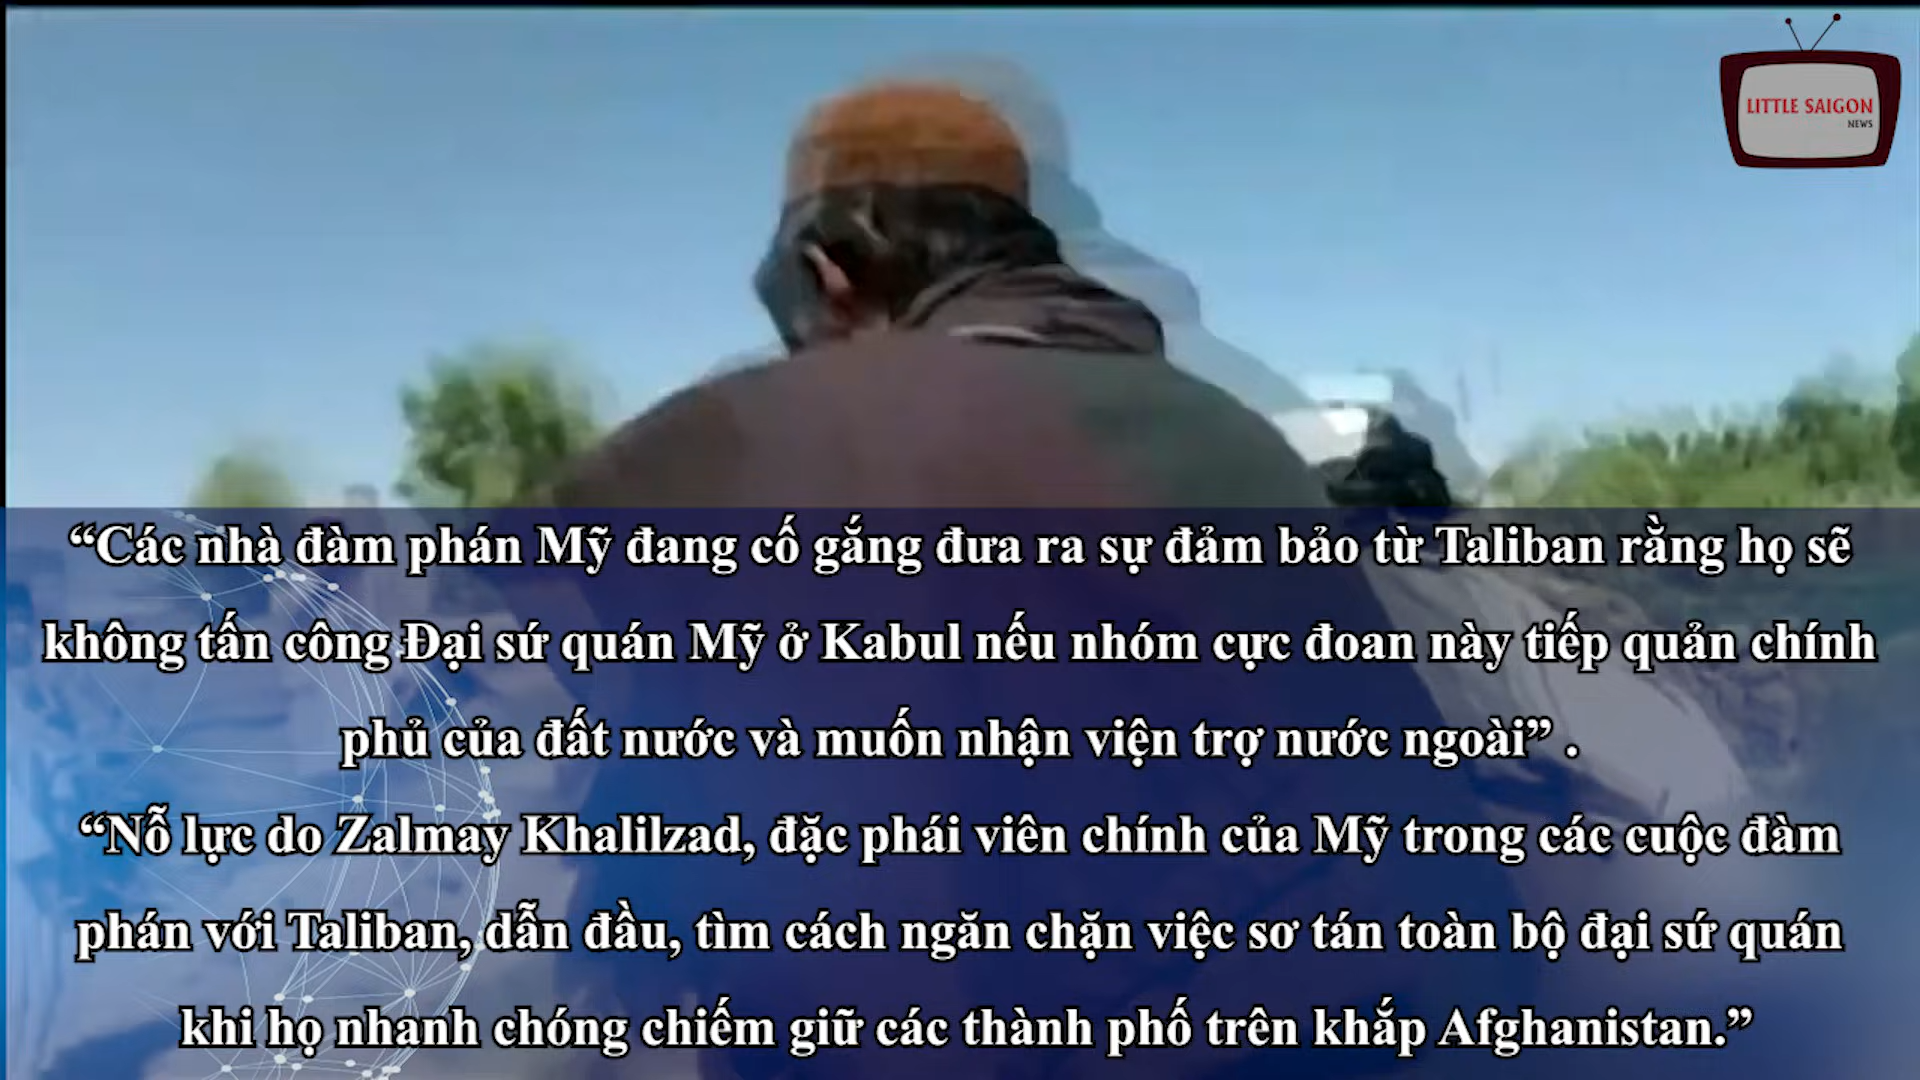 LITTLE SAIGON
NEWS
“Các nhà đàm phán Mỹ đang cố gắng đưa ra sự đảm bảo từ Taliban rằng họ sẽ
không tấn công Đại sứ quán Mỹ ở Kabul nếu nhóm cực đoan này tiếp quản chính
phủ của đất nước và muốn nhận viện trợ nước ngoài” .
“Nỗ lực do Zalmay Khalilzad, đặc phái viên chính của Mỹ trong các cuộc đàm
phán với Taliban, dẫn đầu, tìm cách ngăn chặn việc sơ tán toàn bộ đại sứ quán
khi họ nhanh chóng chiếm giữ các thành phố trên khắp Afghanistan.”